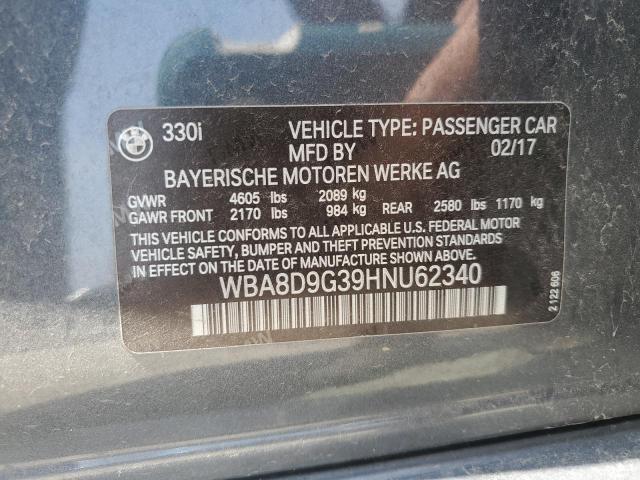 330i VEHICLE TYPE: PASSENGER CAR
MFD BY 02/17
BAYERISCHE MOTOREN WERKE AG
GVWR 4605 lbs 2089 kg
GAWR FRONT 2170 lbs 984 kg REAR 2580 lbs 1170 kg
THIS VEHICLE CONFORMS TO ALL APPLICABLE U.S. FEDERAL MOTOR
VEHICLE SAFETY, BUMPER AND THEFT PREVENTION STANDARDS
IN EFFECT ON THE DATE OF MANUFACTURE SHOWN ABOVE.
WBA8D9G39HNU62340
2 122 606